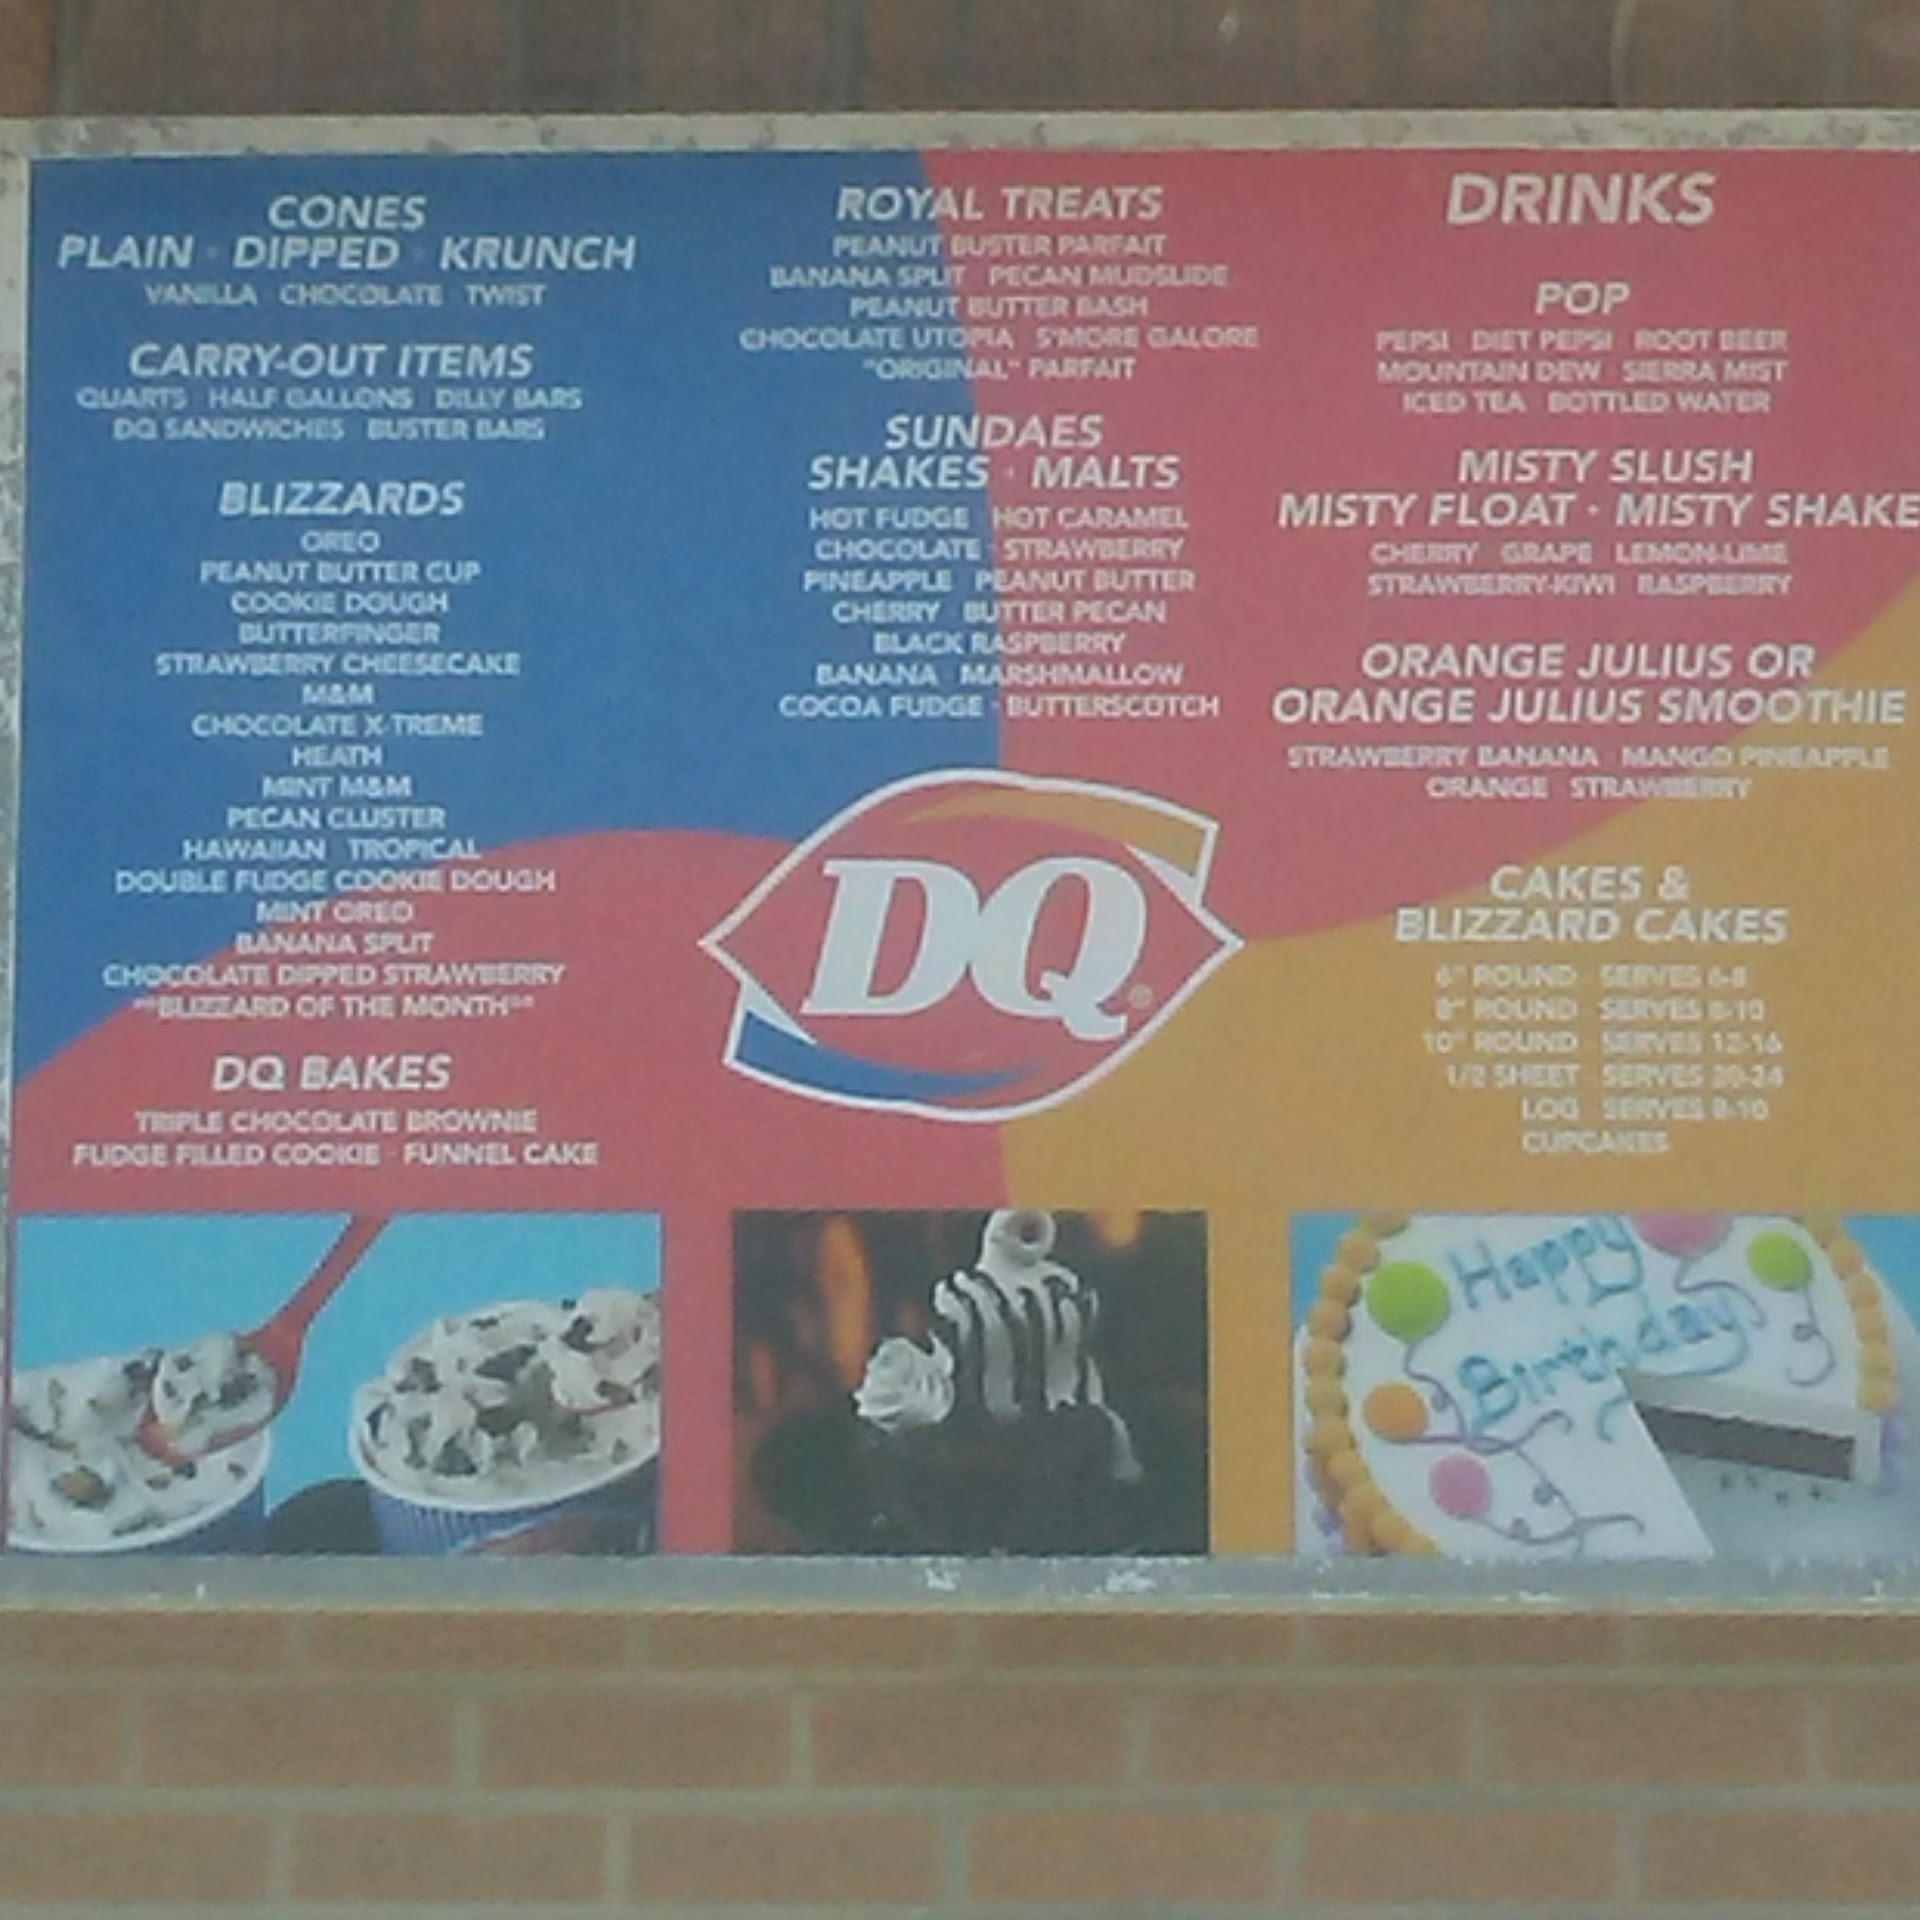 CONES
PLAIN · DIPPED · KRUNCH
VANILLA CHOCOLATE TWIST
CARRY-OUT ITEMS
QUARTS HALF GALLONS DILLY BARS
DQ SANDWICHES BUSTER BARS
BLIZZARDS
OREO
PEANUT BUTTER CUP
COOKIE DOUGH
BUTTERFINGER
STRAWBERRY CHEESECAKE
M&M
CHOCOLATE X-TREME
HEATH
MINT M&M
PECAN CLUSTER
HAWAIIAN TROPICAL
DOUBLE FUDGE COOKIE DOUGH
MINT OREO
BANANA SPLIT
CHOCOLATE DIPPED STRAWBERRY
**BLIZZARD OF THE MONTH**
DQ BAKES
TRIPLE CHOCOLATE BROWNIE
FUDGE FILLED COOKIE · FUNNEL CAKE
ROYAL TREATS
PEANUT BUSTER PARFAIT
BANANA SPLIT PECAN MUDSLIDE
PEANUT BUTTER BASH
CHOCOLATE UTOPIA S'MORE GALORE
"ORIGINAL" PARFAIT
SUNDAES
SHAKES · MALTS
HOT FUDGE HOT CARAMEL
CHOCOLATE · STRAWBERRY
PINEAPPLE PEANUT BUTTER
CHERRY BUTTER PECAN
BLACK RASPBERRY
BANANA MARSHMALLOW
COCOA FUDGE · BUTTERSCOTCH
DQ®
DRINKS
POP
PEPSI DIET PEPSI ROOT BEER
MOUNTAIN DEW SIERRA MIST
ICED TEA BOTTLED WATER
MISTY SLUSH
MISTY FLOAT · MISTY SHAKE
CHERRY GRAPE LEMON-LIME
STRAWBERRY-KIWI RASPBERRY
ORANGE JULIUS OR
ORANGE JULIUS SMOOTHIE
STRAWBERRY BANANA · MANGO PINEAPPLE
ORANGE STRAWBERRY
CAKES &
BLIZZARD CAKES
6" ROUND SERVES 6-8
8" ROUND SERVES 8-10
10" ROUND SERVES 12-16
1/2 SHEET SERVES 20-24
LOG SERVES 8-10
CUPCAKES
Happy
Birthday